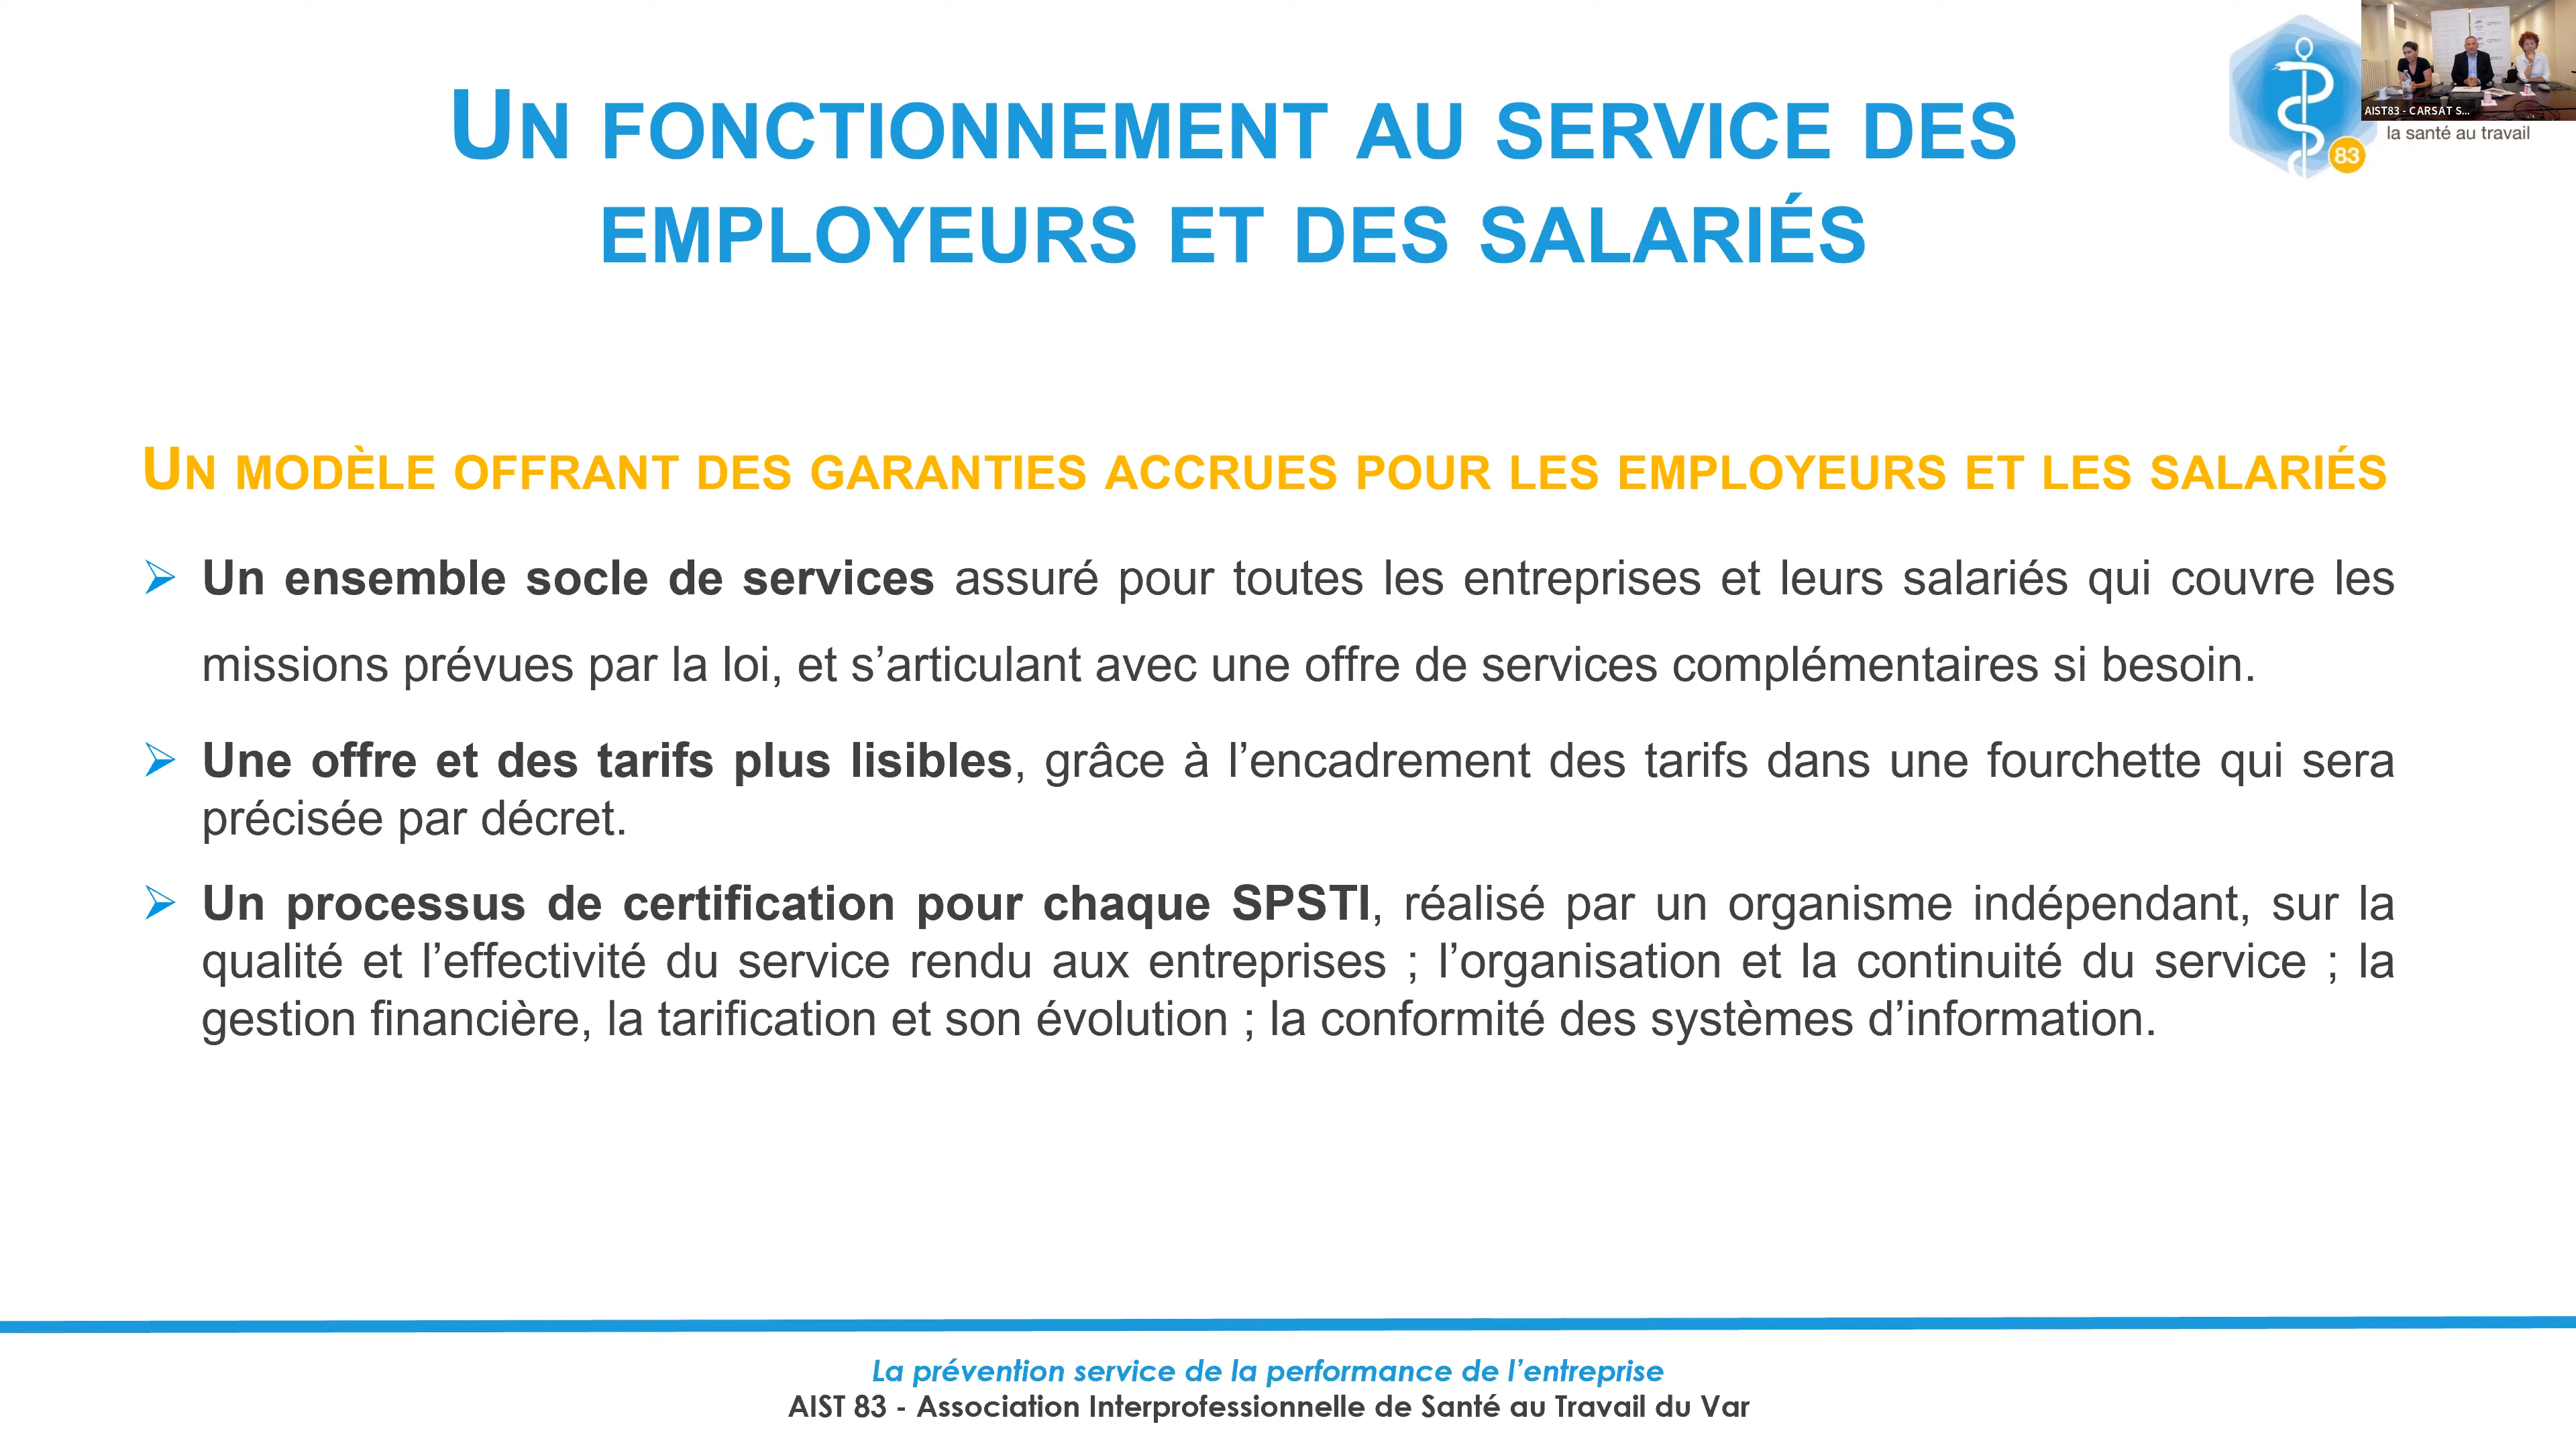 UN FONCTIONNEMENT AU SERVICE DES
EMPLOYEURS ET DES SALARIÉS
AIST83 - CARSAT S...
la santé au travail
83
UN MODÈLE OFFRANT DES GARANTIES ACCRUES POUR LES EMPLOYEURS ET LES SALARIÉS
Un ensemble socle de services assuré pour toutes les entreprises et leurs salariés qui couvre les
missions prévues par la loi, et s’articulant avec une offre de services complémentaires si besoin.
Une offre et des tarifs plus lisibles, grâce à l’encadrement des tarifs dans une fourchette qui sera
précisée par décret.
Un processus de certification pour chaque SPSTI, réalisé par un organisme indépendant, sur la
qualité et l’effectivité du service rendu aux entreprises ; l’organisation et la continuité du service ; la
gestion financière, la tarification et son évolution ; la conformité des systèmes d’information.
La prévention service de la performance de l’entreprise
AIST 83 - Association Interprofessionnelle de Santé au Travail du Var